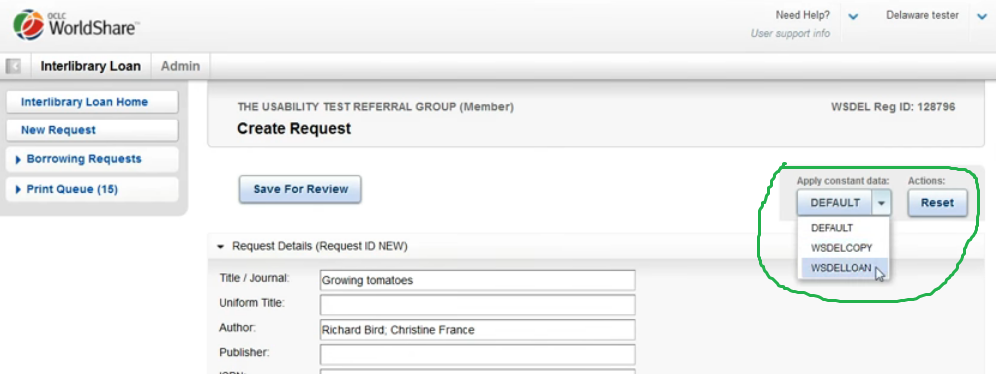 OCLC
WorldShare™
Need Help?
Delaware tester
User support info
Interlibrary Loan
Admin
Interlibrary Loan Home
New Request
Borrowing Requests
Print Queue (15)
THE USABILITY TEST REFERRAL GROUP (Member)
WSDEL Reg ID: 128796
Create Request
Save For Review
Apply constant data:
Actions:
DEFAULT
Reset
DEFAULT
WSDELCOPY
WSDELLOAN
Request Details (Request ID NEW)
Title / Journal:
Growing tomatoes
Uniform Title:
Author:
Richard Bird; Christine France
Publisher: